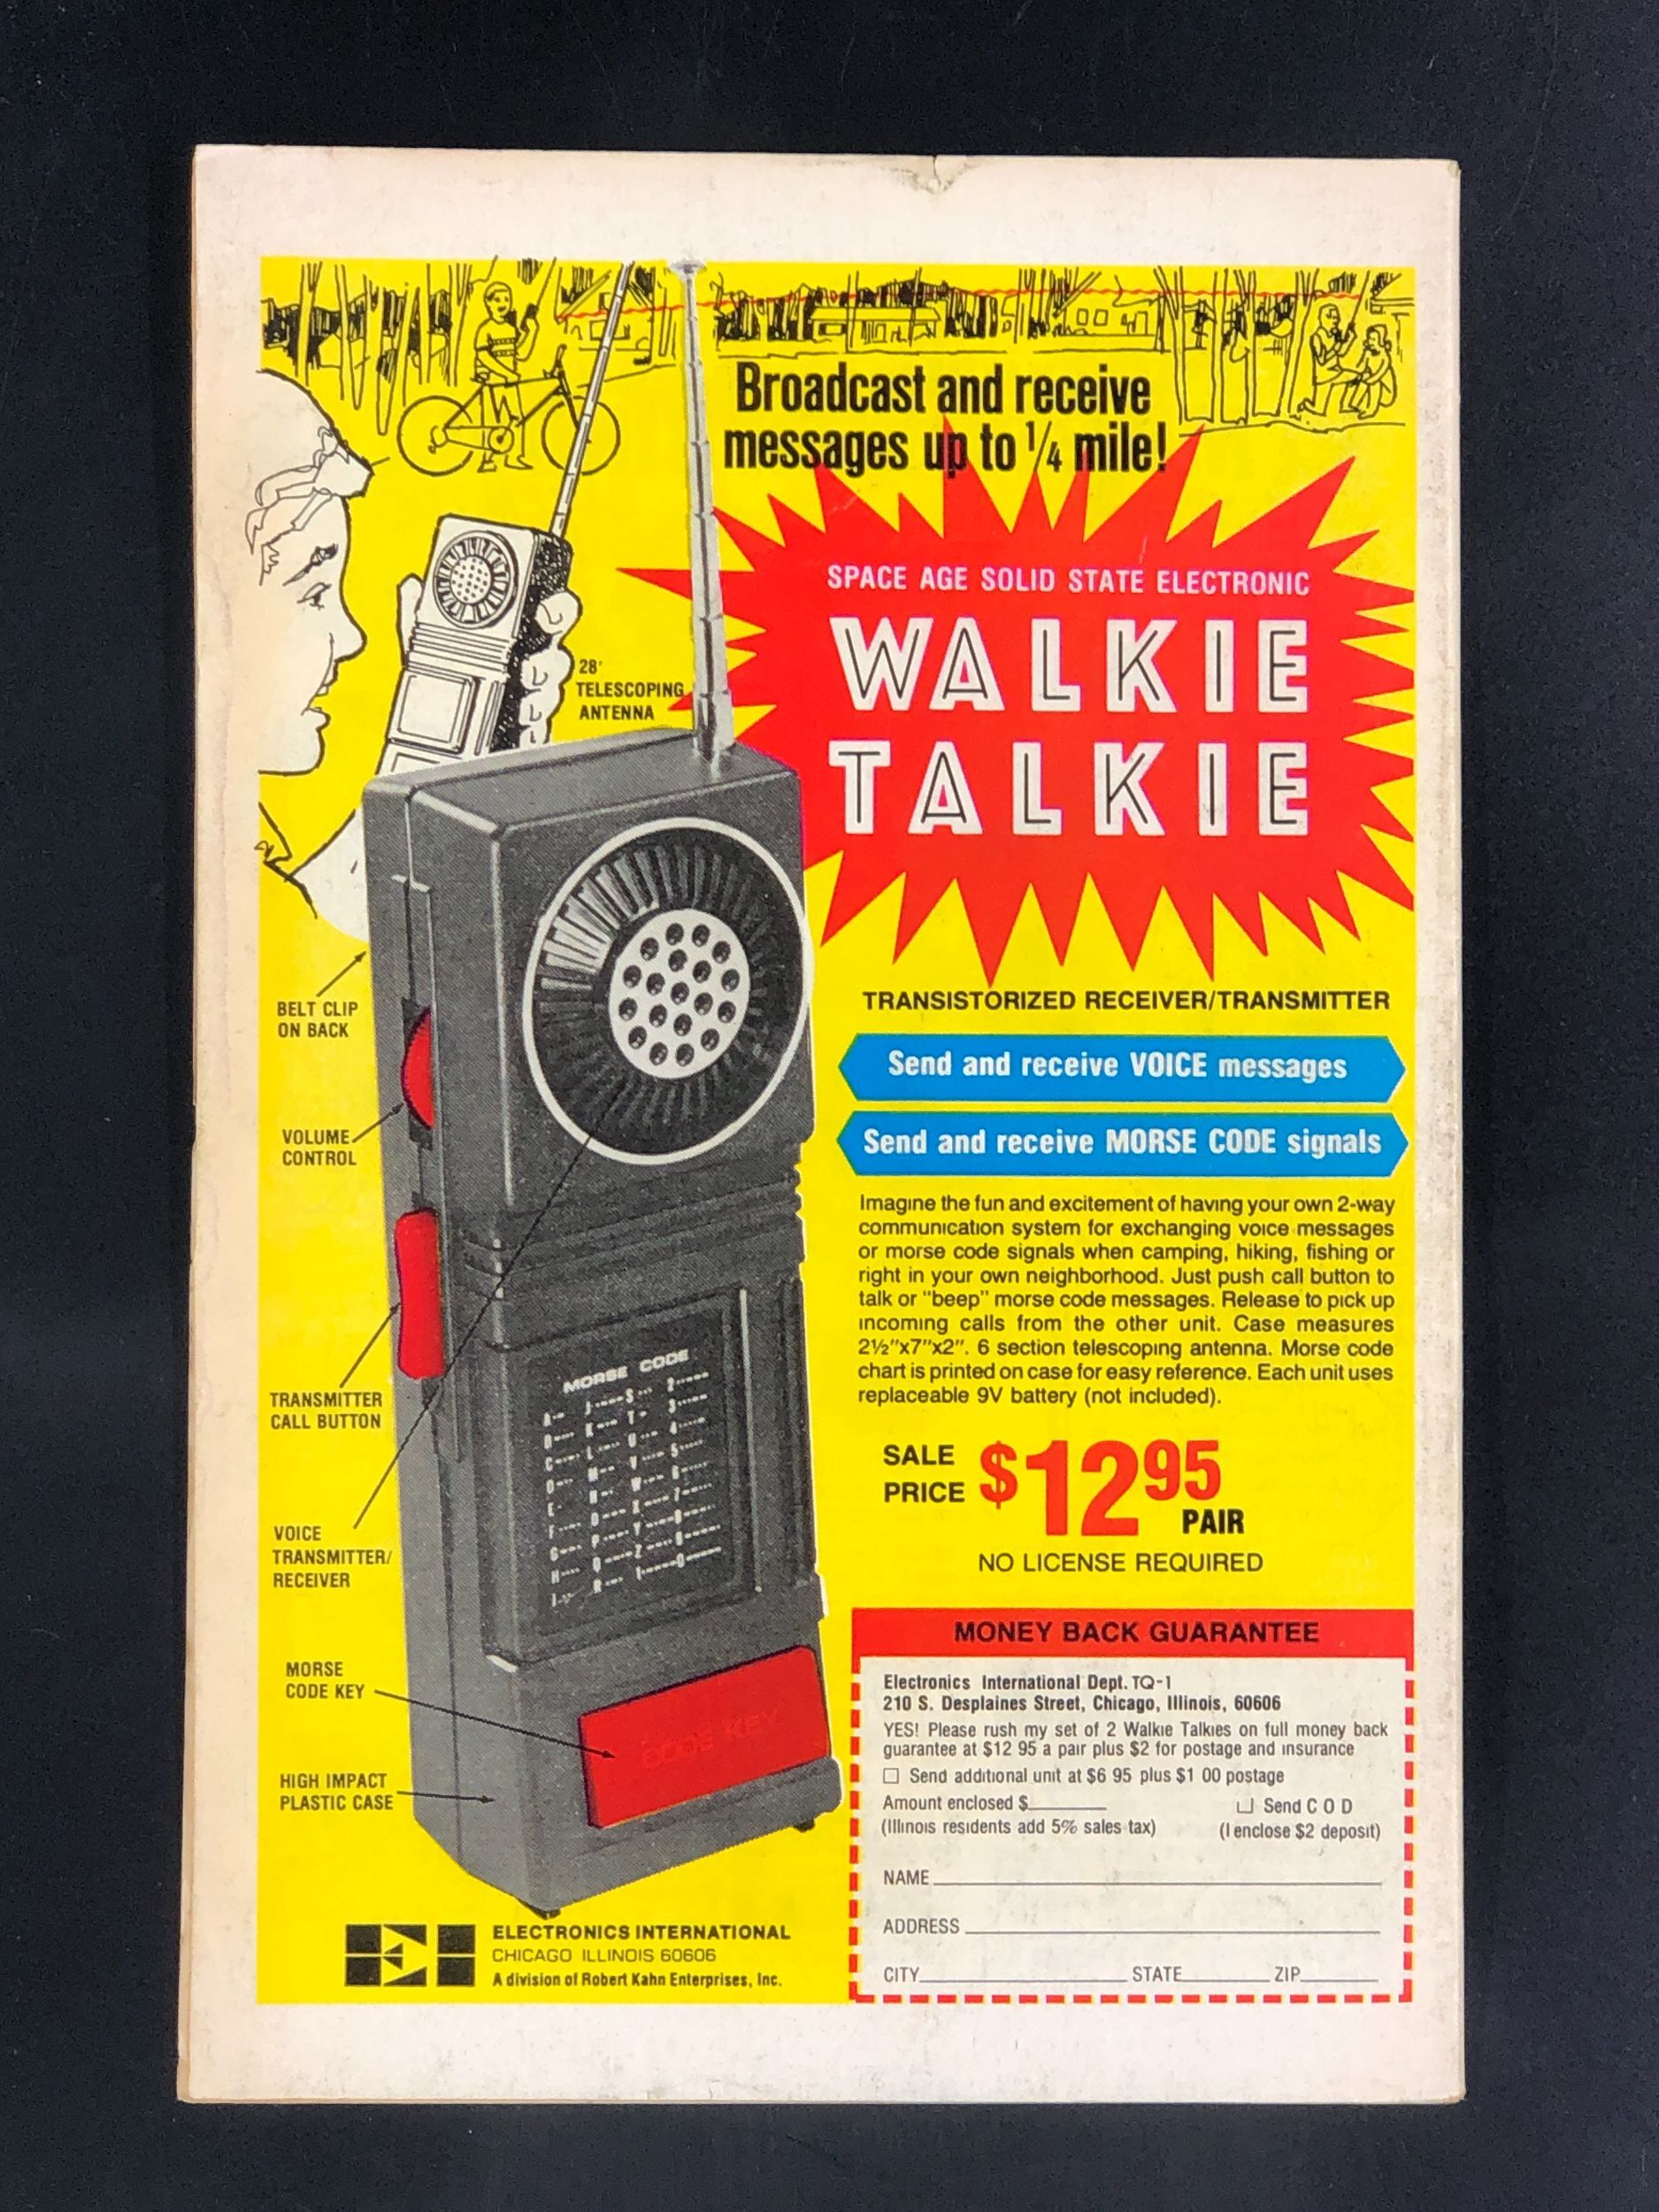 Broadcast and receive
messages up to 1/4 mile!
SPACE AGE SOLID STATE ELECTRONIC
WALKIE
TALKIE
28'
TELESCOPING
ANTENNA
BELT CLIP
ON BACK
VOLUME
CONTROL
TRANSMITTER
CALL BUTTON
VOICE
TRANSMITTER/
RECEIVER
MORSE
CODE KEY
HIGH IMPACT
PLASTIC CASE
MORSE CODE
CODE KEY
TRANSISTORIZED RECEIVER/TRANSMITTER
Send and receive VOICE messages
Send and receive MORSE CODE signals
Imagine the fun and excitement of having your own 2-way
communication system for exchanging voice messages
or morse code signals when camping, hiking, fishing or
right in your own neighborhood. Just push call button to
talk or "beep" morse code messages. Release to pick up
incoming calls from the other unit. Case measures
2½"x7"x2". 6 section telescoping antenna. Morse code
chart is printed on case for easy reference. Each unit uses
replaceable 9V battery (not included).
SALE
PRICE $12 95
PAIR
NO LICENSE REQUIRED
MONEY BACK GUARANTEE
Electronics International Dept. TQ-1
210 S. Desplaines Street, Chicago, Illinois, 60606
YES! Please rush my set of 2 Walkie Talkies on full money back
guarantee at $12 95 a pair plus $2 for postage and insurance
☐ Send additional unit at $6 95 plus $1 00 postage
Amount enclosed $______ ☐ Send C O D
(Illinois residents add 5% sales tax) (I enclose $2 deposit)
NAME
ADDRESS
CITY STATE ZIP
ELECTRONICS INTERNATIONAL
CHICAGO ILLINOIS 60606
A division of Robert Kahn Enterprises, Inc.